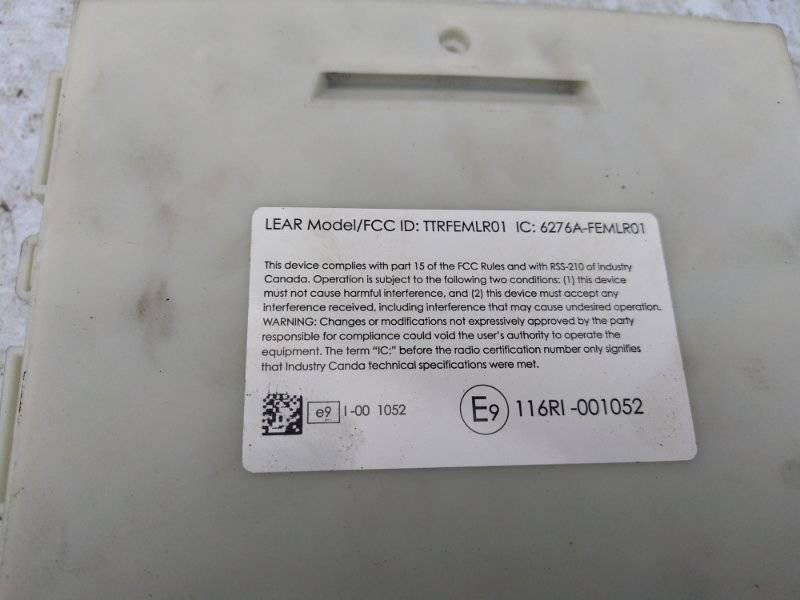 LEAR Model/FCC ID: TTRFEMLR01 IC: 6276A-FEMLR01
This device complies with part 15 of the FCC Rules and with RSS-210 of industry
Canada. Operation is subject to the following two conditions: (1) this device
must not cause harmful interference, and (2) this device must accept any
interference received, including interference that may cause undesired operation.
WARNING: Changes or modifications not expressively approved by the party
responsible for compliance could void the user's authority to operate the
equipment. The term "IC:" before the radio certification number only signifies
that Industry Canda technical specifications were met.
e9 I-00 1052 E9 116RI-001052